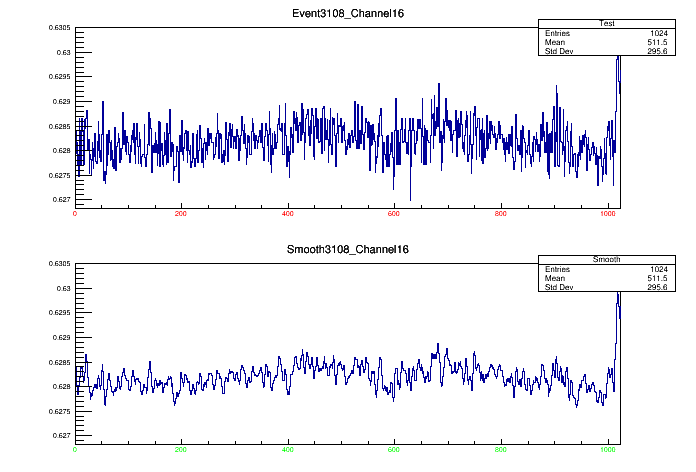 Event3108_Channel16
Test
Entries 1024
Mean 511.5
Std Dev 295.6
0.6305
0.63
0.6295
0.629
0.6285
0.628
0.6275
0.627
0 200 400 600 800 1000
Smooth3108_Channel16
Smooth
Entries 1024
Mean 511.5
Std Dev 295.6
0.6305
0.63
0.6295
0.629
0.6285
0.628
0.6275
0.627
0 200 400 600 800 1000